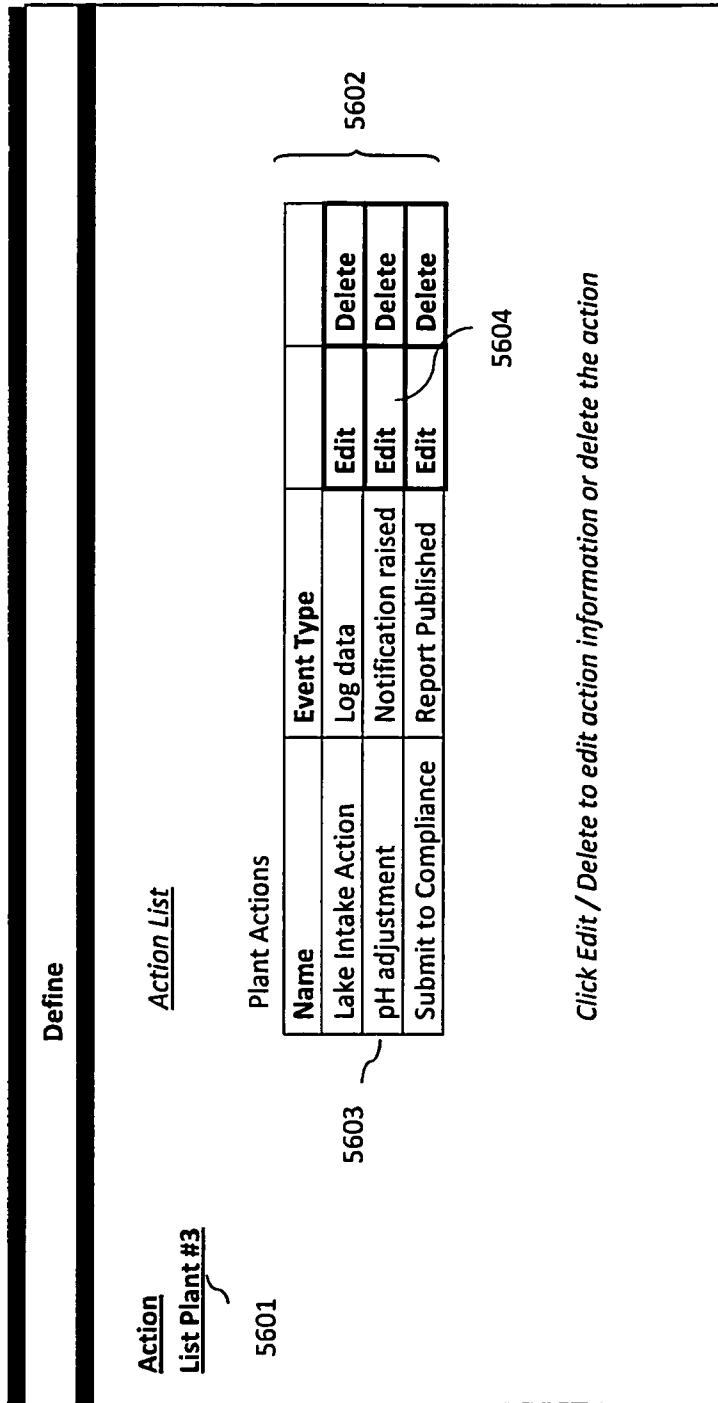 Define
Action
List Plant #3
5601
Action List
Plant Actions
Name Event Type
Lake Intake Action Log data Edit Delete
pH adjustment Notification raised Edit Delete
Submit to Compliance Report Published Edit Delete
5602
5603
5604
Click Edit / Delete to edit action information or delete the action